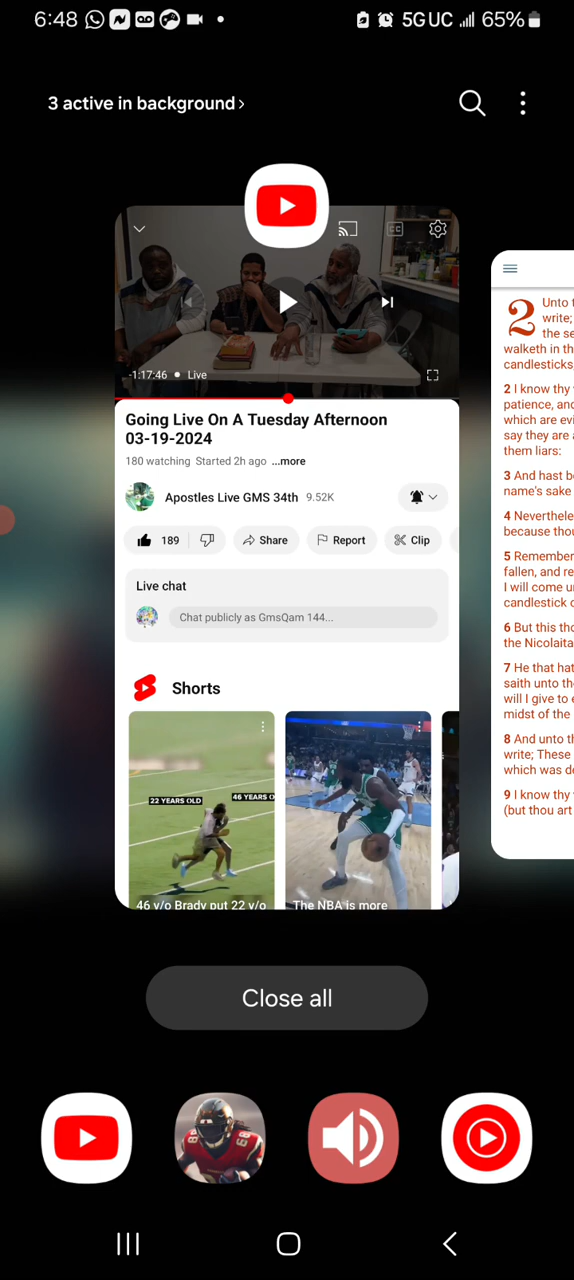 6:48
5G UC
65%
3 active in background ›
CC
-1:17:46 • Live
Going Live On A Tuesday Afternoon
03-19-2024
180 watching Started 2h ago ...more
Apostles Live GMS 34th 9.52K
189 Share Report Clip
Live chat
Chat publicly as GmsQam 144...
Shorts
22 YEARS OLD
46 YEARS O
46 y/o Brady put 22 y/o
The NBA is more
2 Unto
write;
the se
walketh in th
candlesticks
2 I know thy
patience, and
which are evi
say they are a
them liars:
3 And hast b
name's sake
4 Nevertheles
because thou
5 Remember
fallen, and re
I will come u
candlestick o
6 But this tho
the Nicolaita
7 He that hat
saith unto th
will I give to
midst of the
8 And unto th
write; These
which was d
9 I know thy
(but thou art
Close all
88